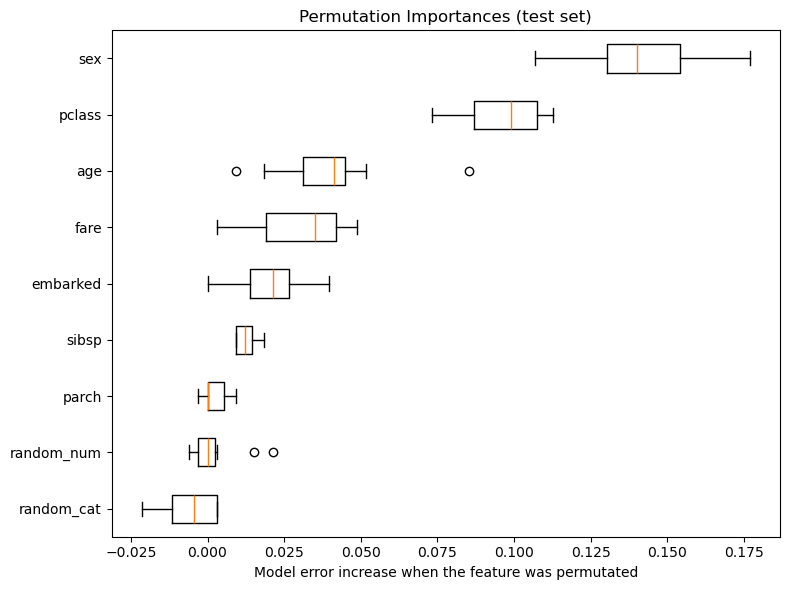 Permutation Importances (test set)
sex
pclass
age
fare
embarked
sibsp
parch
random_num
random_cat
−0.025 0.000 0.025 0.050 0.075 0.100 0.125 0.150 0.175
Model error increase when the feature was permutated